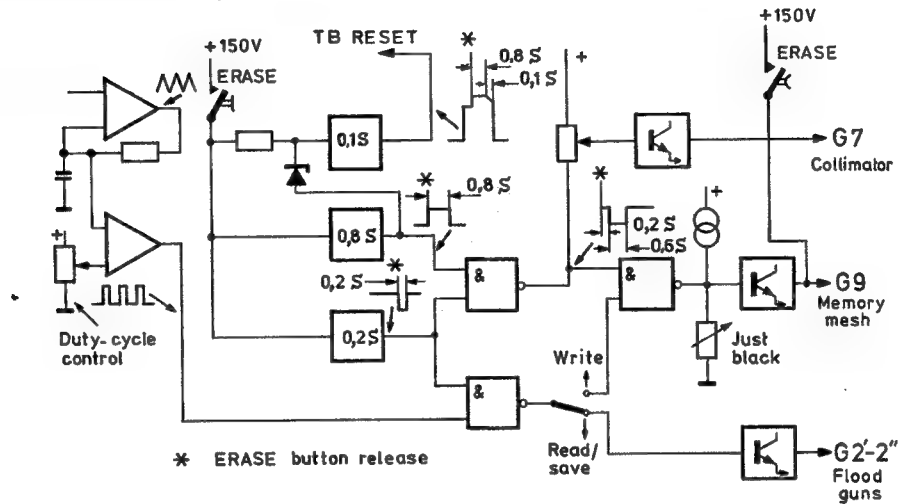 +150V
ERASE
TB RESET
*
0,8 S
0,1 S
+
+150V
ERASE
0,1S
G7
Collimator
*
0,8 S
0,8 S
*
0,2 S
0,6S
+
+
0,2S
*
&
&
G9
Memory
mesh
Duty-cycle
control
0,2S
Just
black
Write
&
Read/
save
* ERASE button release
G2'-2"
Flood
guns